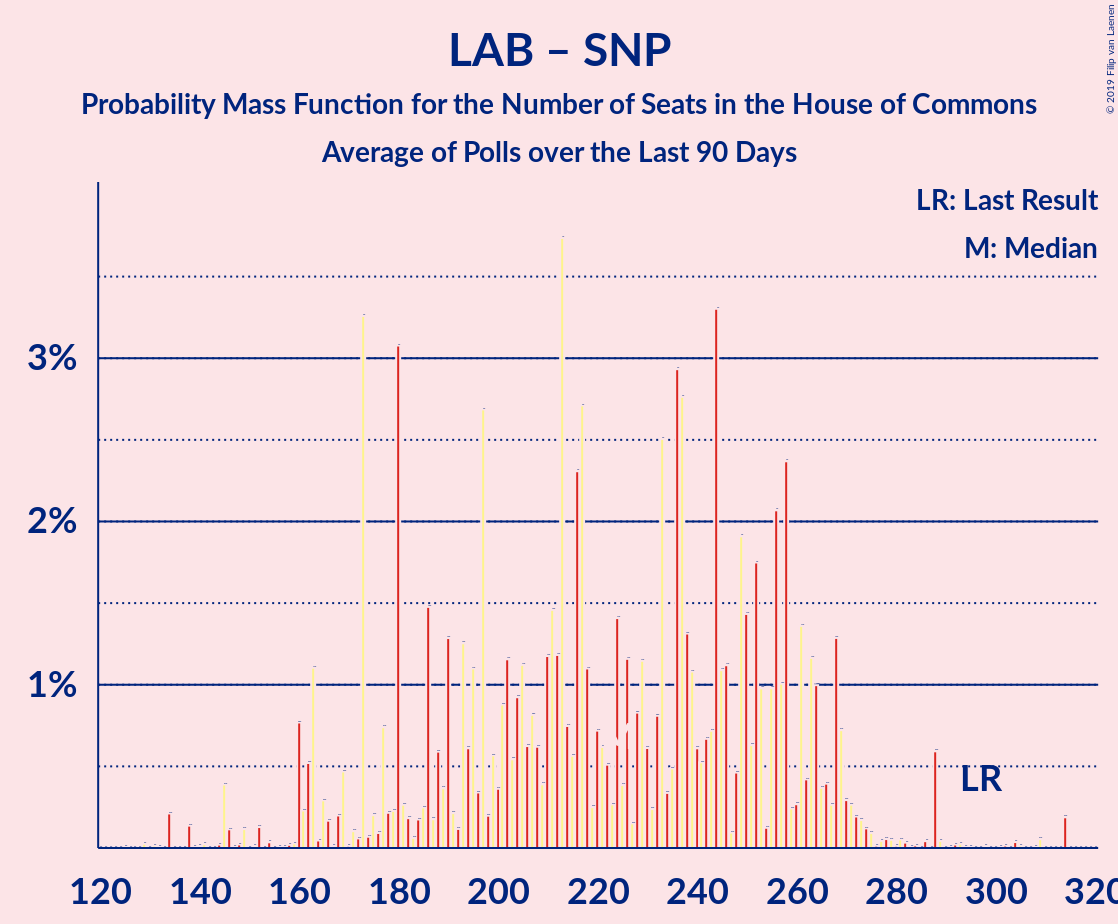 LAB – SNP
Probability Mass Function for the Number of Seats in the House of Commons
Average of Polls over the Last 90 Days
© 2019 Filip van Laenen
LR: Last Result
M: Median
3%
2%
1%
LR
120 140 160 180 200 220 240 260 280 300 320